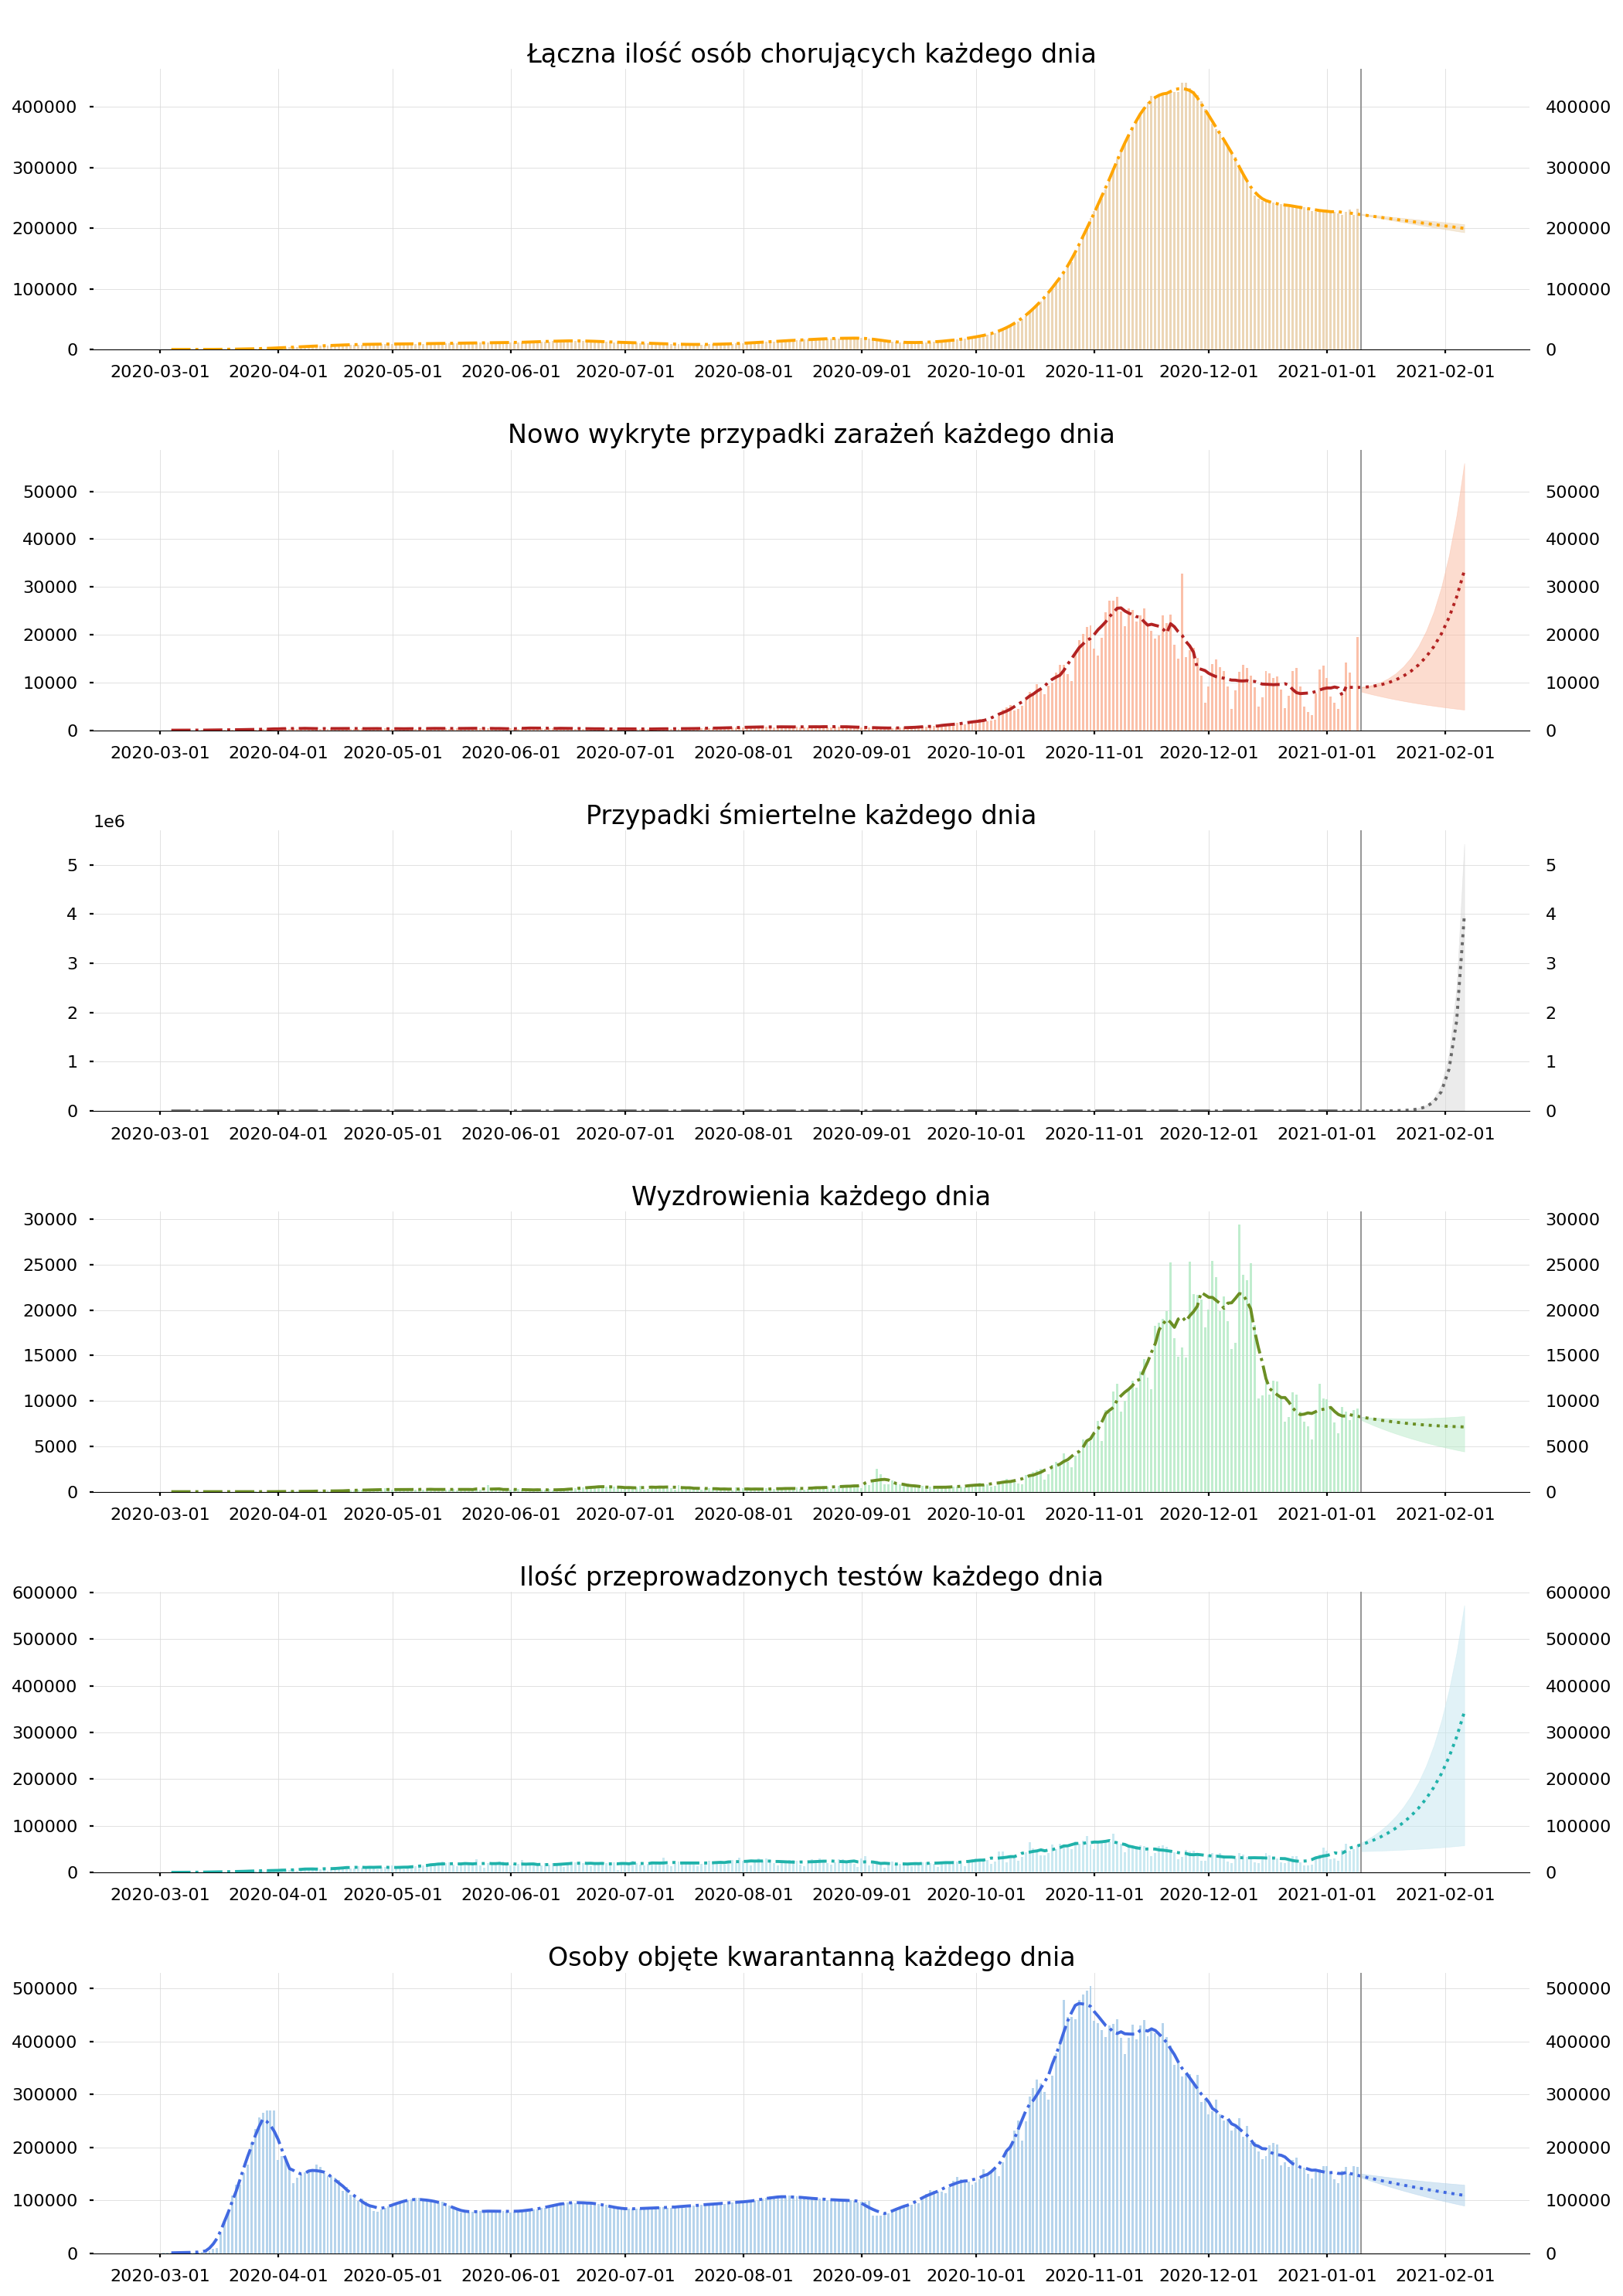 Łączna ilość osób chorujących każdego dnia
400000 400000
300000 300000
200000 200000
100000 100000
0 0
2020-03-01 2020-04-01 2020-05-01 2020-06-01 2020-07-01 2020-08-01 2020-09-01 2020-10-01 2020-11-01 2020-12-01 2021-01-01 2021-02-01
Nowo wykryte przypadki zarażeń każdego dnia
50000 50000
40000 40000
30000 30000
20000 20000
10000 10000
0 0
2020-03-01 2020-04-01 2020-05-01 2020-06-01 2020-07-01 2020-08-01 2020-09-01 2020-10-01 2020-11-01 2020-12-01 2021-01-01 2021-02-01
Przypadki śmiertelne każdego dnia
1e6
5 5
4 4
3 3
2 2
1 1
0 0
2020-03-01 2020-04-01 2020-05-01 2020-06-01 2020-07-01 2020-08-01 2020-09-01 2020-10-01 2020-11-01 2020-12-01 2021-01-01 2021-02-01
Wyzdrowienia każdego dnia
30000 30000
25000 25000
20000 20000
15000 15000
10000 10000
5000 5000
0 0
2020-03-01 2020-04-01 2020-05-01 2020-06-01 2020-07-01 2020-08-01 2020-09-01 2020-10-01 2020-11-01 2020-12-01 2021-01-01 2021-02-01
Ilość przeprowadzonych testów każdego dnia
600000 600000
500000 500000
400000 400000
300000 300000
200000 200000
100000 100000
0 0
2020-03-01 2020-04-01 2020-05-01 2020-06-01 2020-07-01 2020-08-01 2020-09-01 2020-10-01 2020-11-01 2020-12-01 2021-01-01 2021-02-01
Osoby objęte kwarantanną każdego dnia
500000 500000
400000 400000
300000 300000
200000 200000
100000 100000
0 0
2020-03-01 2020-04-01 2020-05-01 2020-06-01 2020-07-01 2020-08-01 2020-09-01 2020-10-01 2020-11-01 2020-12-01 2021-01-01 2021-02-01